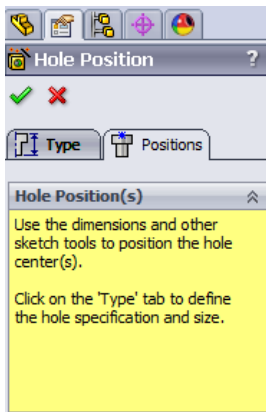 Hole Position ?
Type
Positions
Hole Position(s)
Use the dimensions and other
sketch tools to position the hole
center(s).
Click on the 'Type' tab to define
the hole specification and size.